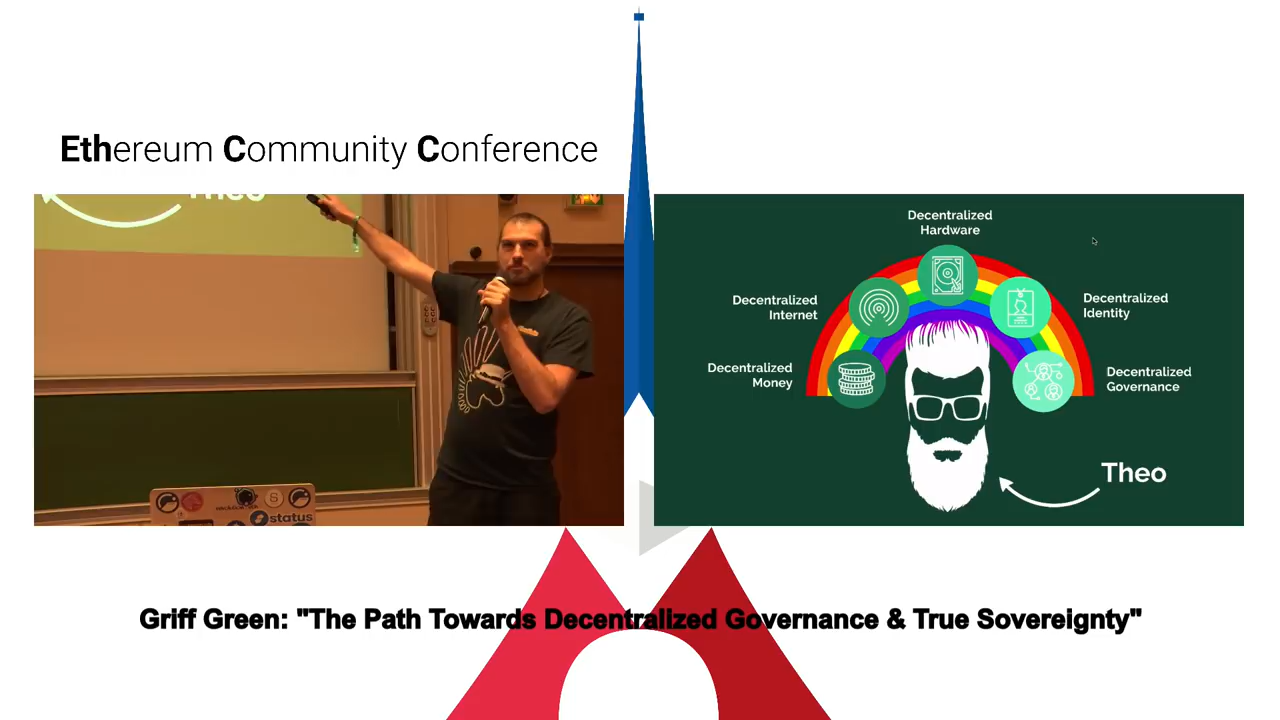 Ethereum Community Conference
Theo
status
Decentralized
Hardware
Decentralized
Internet
Decentralized
Identity
Decentralized
Money
Decentralized
Governance
Theo
Griff Green: "The Path Towards Decentralized Governance & True Sovereignty"